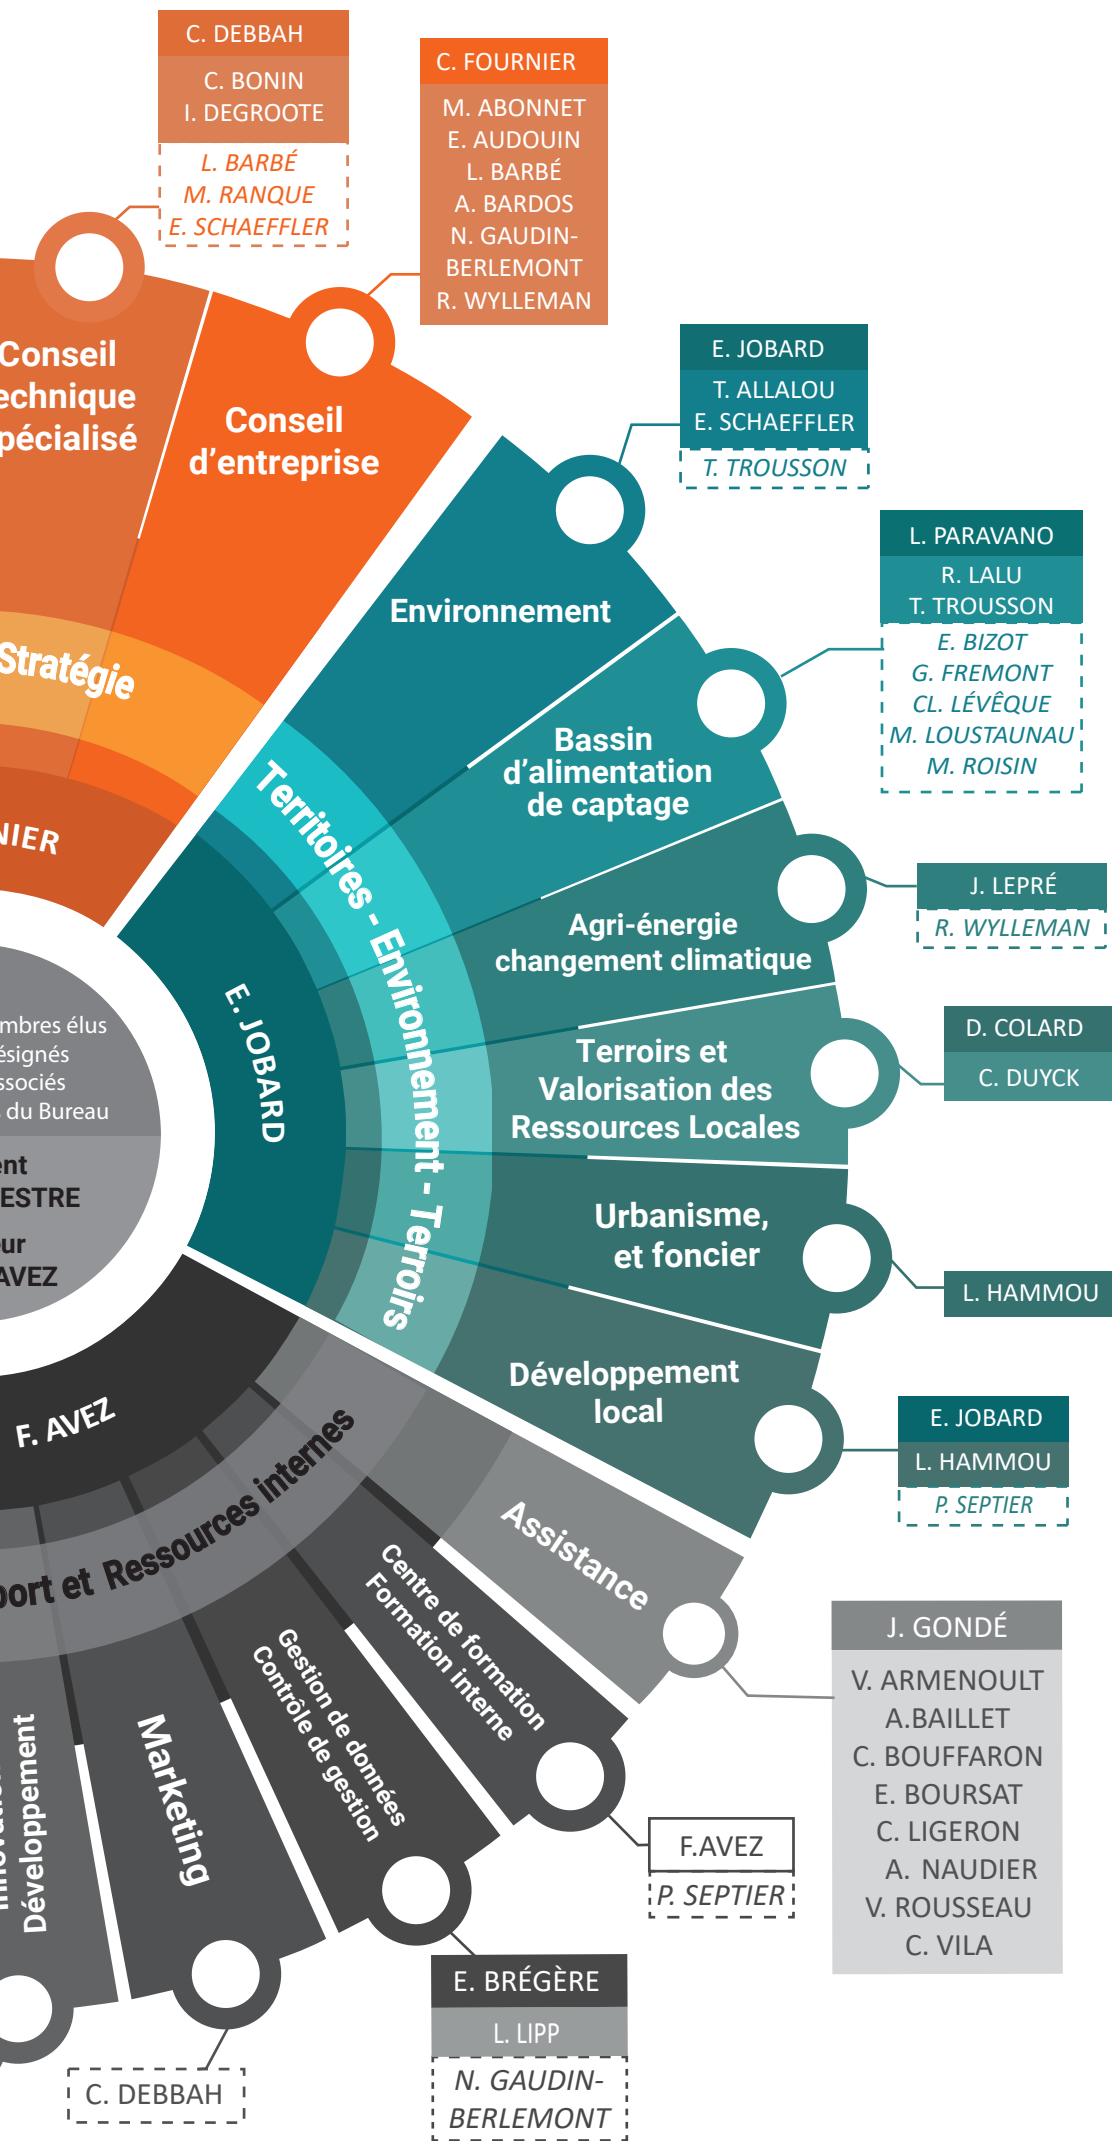 C. DEBBAH
C. BONIN
I. DEGROOTE
L. BARBÉ
M. RANQUE
E. SCHAEFFLER
C. FOURNIER
M. ABONNET
E. AUDOUIN
L. BARBÉ
A. BARDOS
N. GAUDIN-
BERLEMONT
R. WYLLEMAN
Conseil
echnique
pécialisé
Conseil
d'entreprise
Stratégie
NIER
E. JOBARD
T. ALLALOU
E. SCHAEFFLER
T. TROUSSON
Environnement
L. PARAVANO
R. LALU
T. TROUSSON
E. BIZOT
G. FREMONT
CL. LÉVÊQUE
M. LOUSTAUNAU
M. ROISIN
Bassin
d'alimentation
de captage
Territoires - Environnement - Terroirs
E. JOBARD
J. LEPRÉ
R. WYLLEMAN
Agri-énergie
changement climatique
D. COLARD
C. DUYCK
Terroirs et
Valorisation des
Ressources Locales
Urbanisme,
et foncier
L. HAMMOU
Développement
local
E. JOBARD
L. HAMMOU
P. SEPTIER
mbres élus
ésignés
ssociés
s du Bureau
ent
ESTRE
eur
AVEZ
F. AVEZ
port et Ressources internes
Assistance
J. GONDÉ
V. ARMENOULT
A.BAILLET
C. BOUFFARON
E. BOURSAT
C. LIGERON
A. NAUDIER
V. ROUSSEAU
C. VILA
Centre de formation
Formation interne
F.AVEZ
P. SEPTIER
Gestion de données
Contrôle de gestion
E. BRÉGÈRE
L. LIPP
N. GAUDIN-
BERLEMONT
Marketing
C. DEBBAH
Innovation
Développement